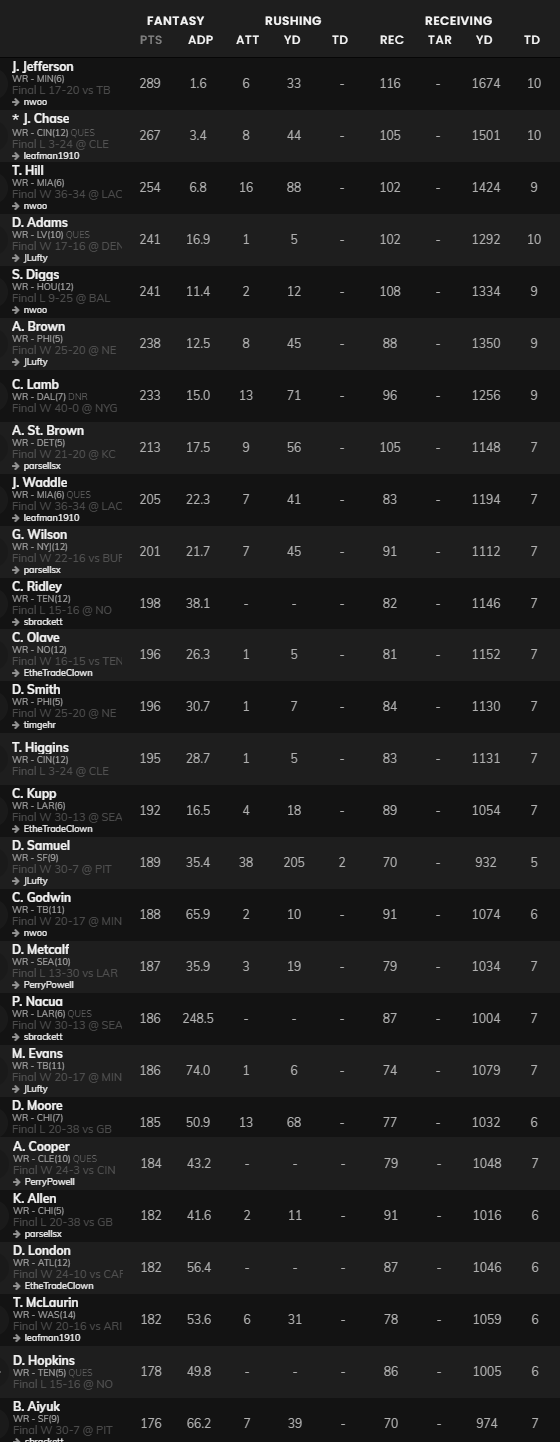 FANTASY RUSHING RECEIVING
PTS ADP ATT YD TD REC TAR YD TD
J. Jefferson
WR - MIN(6)
Final L 17-20 vs TB
→ nwoo
289 1.6 6 33 - 116 - 1674 10
* J. Chase
WR - CIN(12) QUES
Final L 3-24 @ CLE
→ leafman1910
267 3.4 8 44 - 105 - 1501 10
T. Hill
WR - MIA(6)
Final W 36-34 @ LAC
→ nwoo
254 6.8 16 88 - 102 - 1424 9
D. Adams
WR - LV(10) QUES
Final W 17-16 @ DEN
→ JLufty
241 16.9 1 5 - 102 - 1292 10
S. Diggs
WR - HOU(12)
Final L 9-25 @ BAL
→ nwoo
241 11.4 2 12 - 108 - 1334 9
A. Brown
WR - PHI(5)
Final W 25-20 @ NE
→ JLufty
238 12.5 8 45 - 88 - 1350 9
C. Lamb
WR - DAL(7) DNR
Final W 40-0 @ NYG
233 15.0 13 71 - 96 - 1256 9
A. St. Brown
WR - DET(5)
Final W 21-20 @ KC
→ parsellsx
213 17.5 9 56 - 105 - 1148 7
J. Waddle
WR - MIA(6) QUES
Final W 36-34 @ LAC
→ leafman1910
205 22.3 7 41 - 83 - 1194 7
G. Wilson
WR - NYJ(12)
Final W 22-16 vs BUF
→ parsellsx
201 21.7 7 45 - 91 - 1112 7
C. Ridley
WR - TEN(12)
Final L 15-16 @ NO
→ sbrackett
198 38.1 - - - 82 - 1146 7
C. Olave
WR - NO(12)
Final W 16-15 vs TEN
→ EtheTradeClown
196 26.3 1 5 - 81 - 1152 7
D. Smith
WR - PHI(5)
Final W 25-20 @ NE
→ timgehr
196 30.7 1 7 - 84 - 1130 7
T. Higgins
WR - CIN(12)
Final L 3-24 @ CLE
195 28.7 1 5 - 83 - 1131 7
C. Kupp
WR - LAR(6)
Final W 30-13 @ SEA
→ EtheTradeClown
192 16.5 4 18 - 89 - 1054 7
D. Samuel
WR - SF(9)
Final W 30-7 @ PIT
→ JLufty
189 35.4 38 205 2 70 - 932 5
C. Godwin
WR - TB(11)
Final W 20-17 @ MIN
→ nwoo
188 65.9 2 10 - 91 - 1074 6
D. Metcalf
WR - SEA(10)
Final L 13-30 vs LAR
→ PerryPowell
187 35.9 3 19 - 79 - 1034 7
P. Nacua
WR - LAR(6) QUES
Final W 30-13 @ SEA
→ sbrackett
186 248.5 - - - 87 - 1004 7
M. Evans
WR - TB(11)
Final W 20-17 @ MIN
→ JLufty
186 74.0 1 6 - 74 - 1079 7
D. Moore
WR - CHI(7)
Final L 20-38 vs GB
185 50.9 13 68 - 77 - 1032 6
A. Cooper
WR - CLE(10) QUES
Final W 24-3 vs CIN
→ PerryPowell
184 43.2 - - - 79 - 1048 7
K. Allen
WR - CHI(5)
Final L 20-38 vs GB
→ parsellsx
182 41.6 2 11 - 91 - 1016 6
D. London
WR - ATL(12)
Final W 24-10 vs CAR
→ EtheTradeClown
182 56.4 - - - 87 - 1046 6
T. McLaurin
WR - WAS(14)
Final W 20-16 vs ARI
→ leafman1910
182 53.6 6 31 - 78 - 1059 6
D. Hopkins
WR - TEN(5) QUES
Final L 15-16 @ NO
178 49.8 - - - 86 - 1005 6
B. Aiyuk
WR - SF(9)
Final W 30-7 @ PIT
→ sbrackett
176 66.2 7 39 - 70 - 974 7